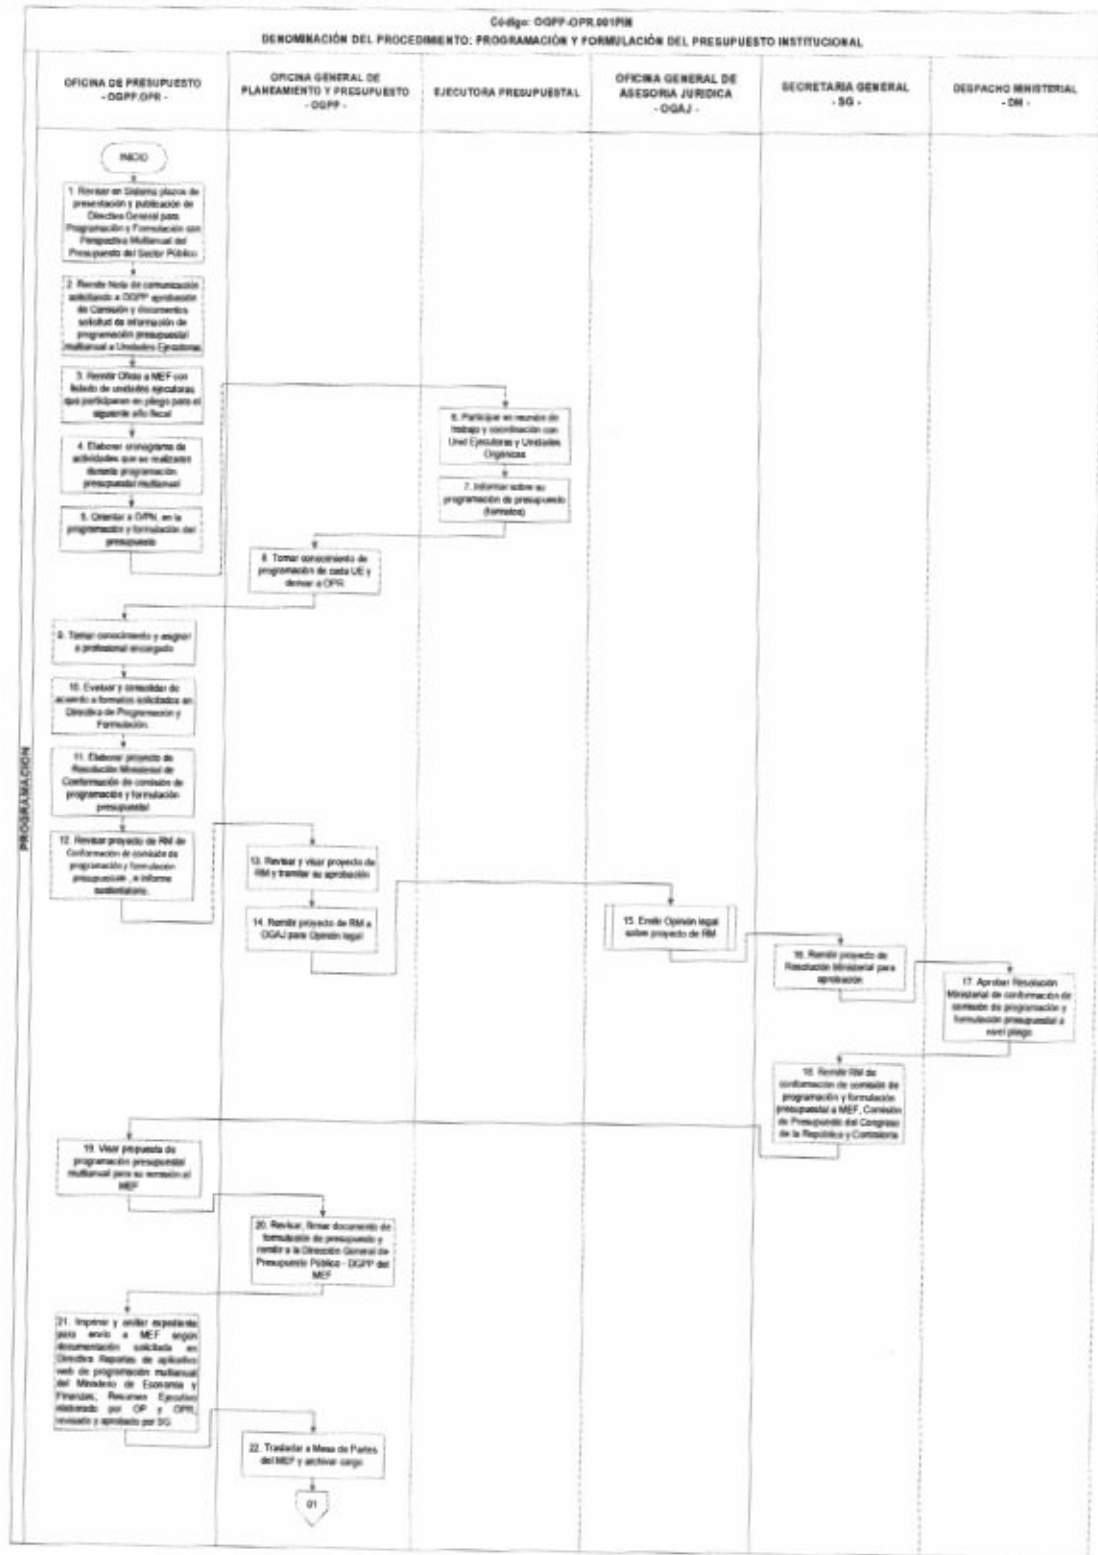 Código: OGPP-OPR.001PIN
DENOMINACIÓN DEL PROCEDIMIENTO: PROGRAMACIÓN Y FORMULACIÓN DEL PRESUPUESTO INSTITUCIONAL
OFICINA DE PRESUPUESTO
- OGPP.OPR -
OFICINA GENERAL DE
PLANEAMIENTO Y PRESUPUESTO
- OGPP -
EJECUTORA PRESUPUESTAL
OFICINA GENERAL DE
ASESORIA JURIDICA
- OGAJ -
SECRETARIA GENERAL
- SG -
DESPACHO MINISTERIAL
- DM -
PROGRAMACION
INICIO
1. Revisar en Sistema plazos de
presentación y publicación de
Directiva General para
Programación y Formulación con
Perspectiva Multianual del
Presupuesto del Sector Público
2. Remite Nota de comunicación
solicitando a OGPP aprobación
de Comisión y documentos
solicitud de información de
programación presupuestal
multianual a Unidades Ejecutoras.
3. Remitir Oficio a MEF con
listado de unidades ejecutoras
que participaran en pliego para el
siguiente año fiscal
4. Elaborar cronograma de
actividades que se realizaran
durante programación
presupuestal multianual
5. Orientar a en la
programación y formulación del
presupuesto
6. Participar en reunión de
trabajo y coordinación con
Unid Ejecutoras y Unidades
Orgánicas
7. Informar sobre su
programación de presupuesto
(formatos)
8. Tomar conocimiento de
programación de cada UE y
derivar a OPR
9. Tomar conocimiento y asignar
a profesional encargado
10. Evaluar y consolidar de
acuerdo a formatos solicitados en
Directiva de Programación y
Formulación.
11. Elaborar proyecto de
Resolución Ministerial de
Conformación de comisión de
programación y formulación
presupuestal
12. Revisar proyecto de RM de
Conformación de comisión de
programación y formulación
presupuestal , e informe
sustentatorio.
13. Revisar y visar proyecto de
RM y tramitar su aprobación
14. Remitir proyecto de RM a
OGAJ para Opinión legal
15. Emitir Opinión legal
sobre proyecto de RM
16. Remitir proyecto de
Resolución Ministerial para
aprobación
17. Aprobar Resolución
Ministerial de conformación de
comisión de programación y
formulación presupuestal a
nivel pliego
18. Remitir RM de
conformación de comisión de
programación y formulación
presupuestal a MEF, Comisión
de Presupuesto del Congreso
de la República y Contraloría
19. Visar propuesta de
programación presupuestal
multianual para su remisión al
MEF
20. Revisar, firmar documento de
formulación de presupuesto y
remitir a la Dirección General de
Presupuesto Público - DGPP del
MEF
21. Imprimir y anillar expediente
para envío a MEF según
documentación solicitada en
Directiva Reportes de aplicativo
web de programación multianual
del Ministerio de Economia y
Finanzas, Resumen Ejecutivo
elaborado por OP y OPR,
revisado y aprobado por SG
22. Trasladar a Mesa de Partes
del MEF y archivar cargo
01